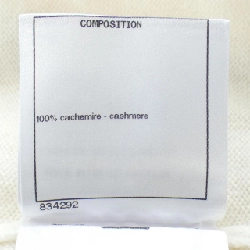 COMPOSITION
100% cachemire - cashmere
834292